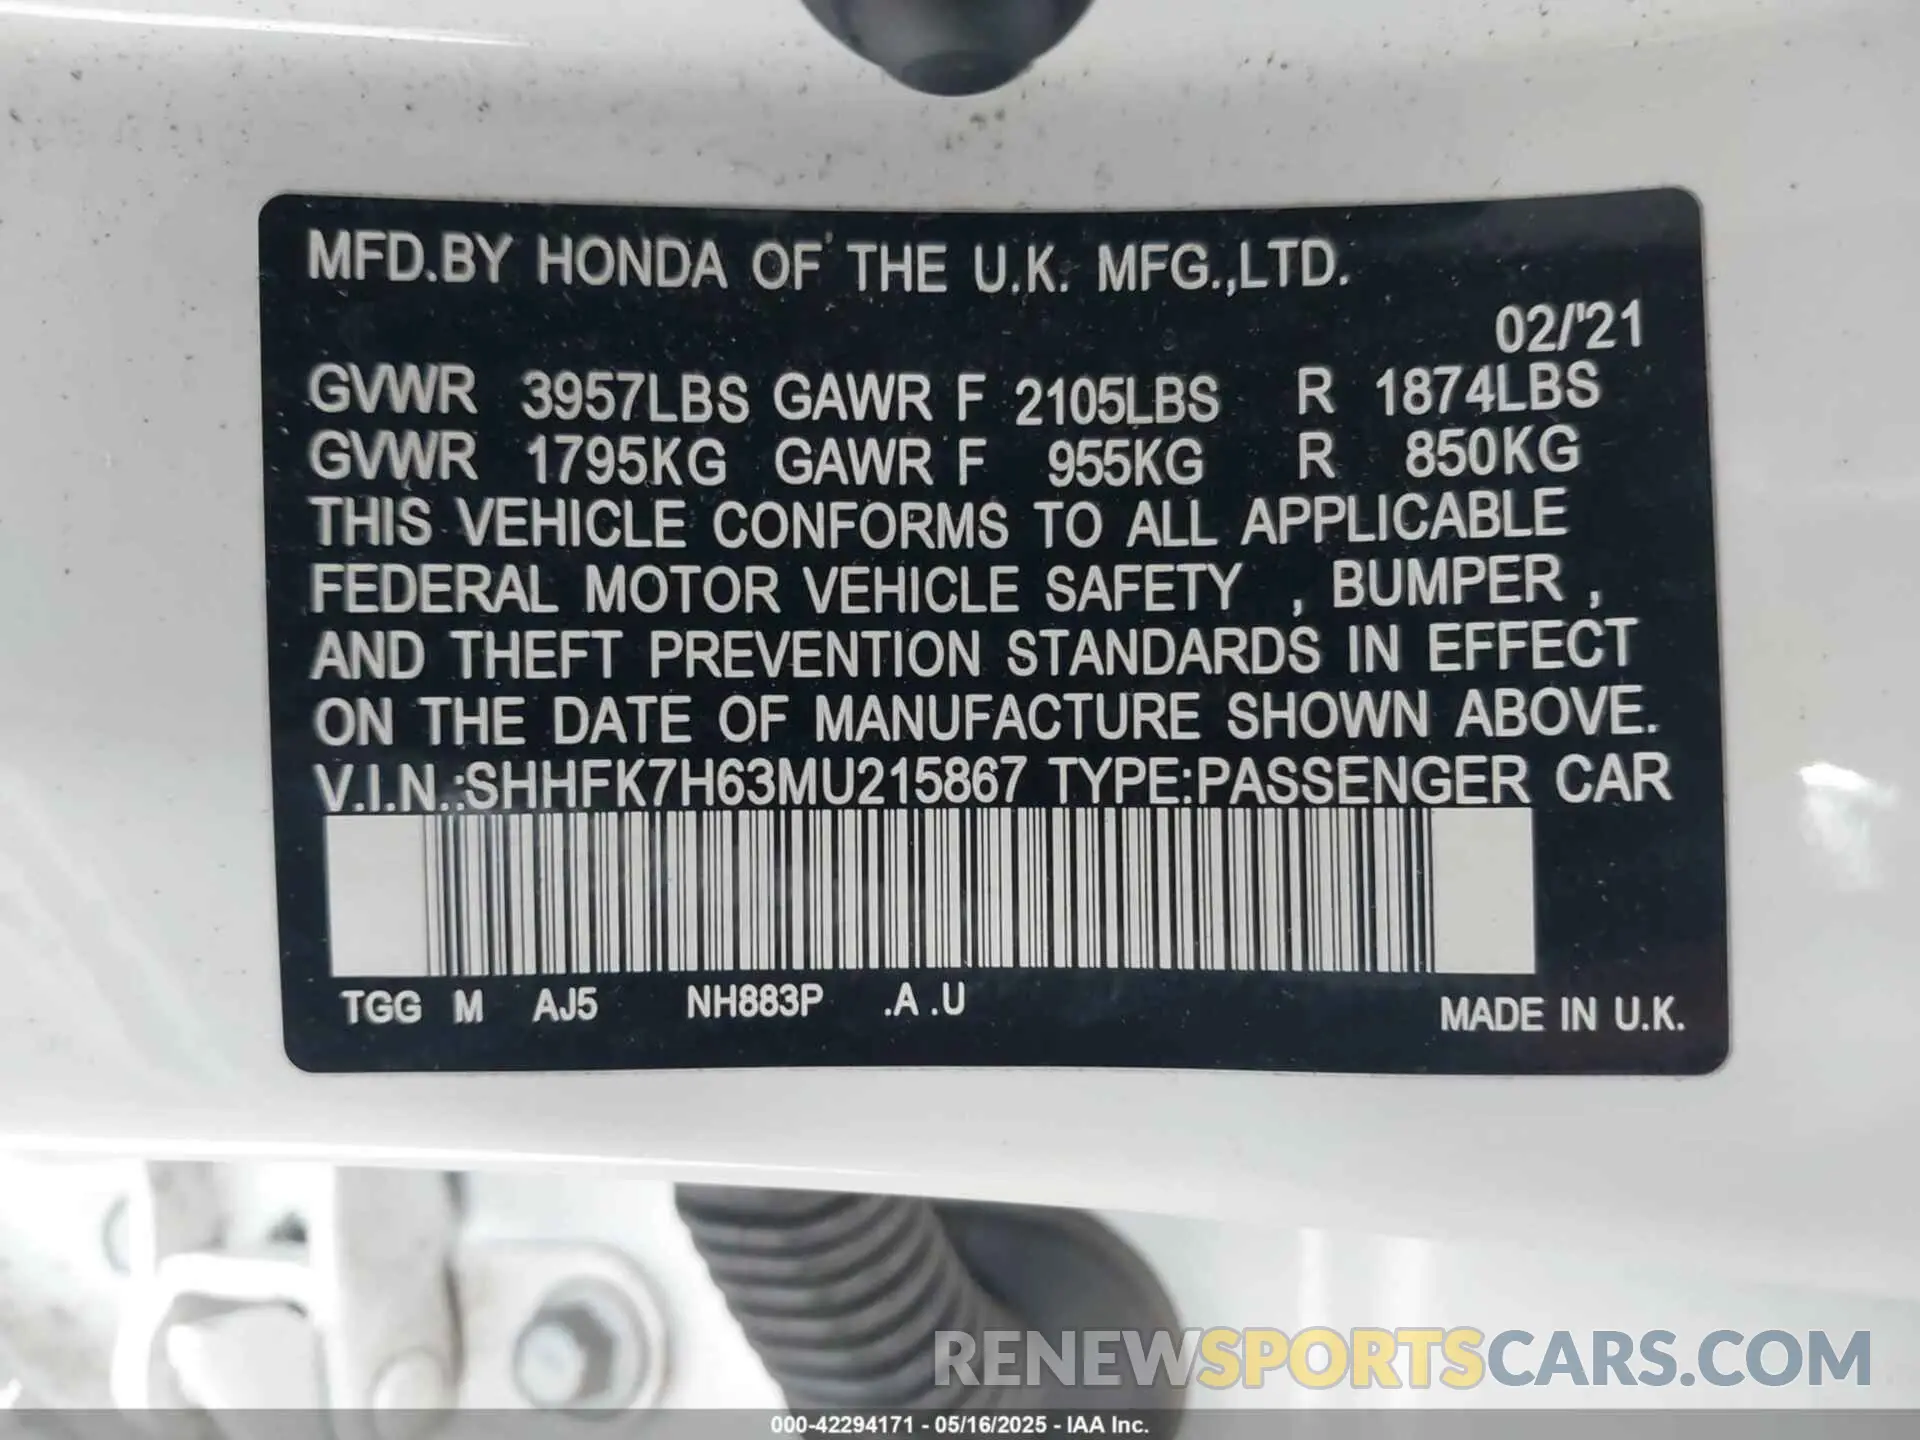 MFD.BY HONDA OF THE U.K. MFG.,LTD.
02/'21
GVWR 3957LBS GAWR F 2105LBS R 1874LBS
GVWR 1795KG GAWR F 955KG R 850KG
THIS VEHICLE CONFORMS TO ALL APPLICABLE
FEDERAL MOTOR VEHICLE SAFETY , BUMPER ,
AND THEFT PREVENTION STANDARDS IN EFFECT
ON THE DATE OF MANUFACTURE SHOWN ABOVE.
V.I.N.:SHHFK7H63MU215867 TYPE:PASSENGER CAR
TGG M AJ5 NH883P .A .U MADE IN U.K.
RENEWSPORTSCARS.COM
000-42294171 - 05/16/2025 - IAA Inc.